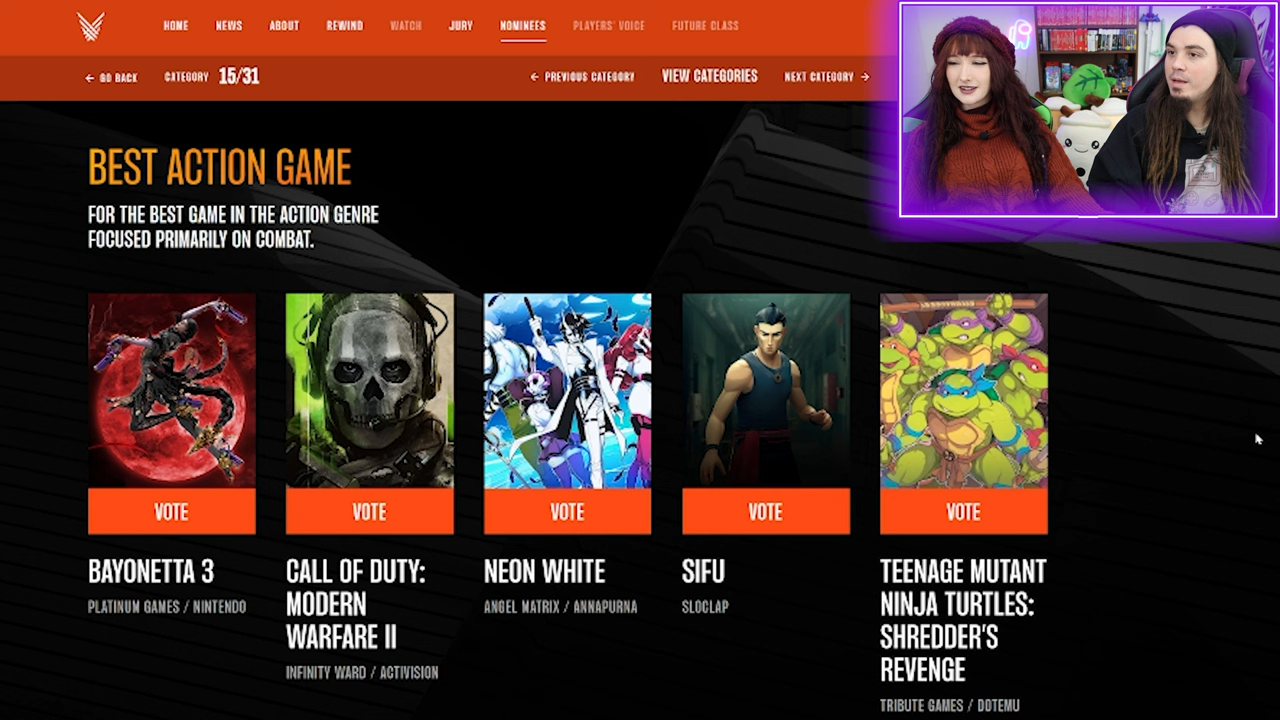 HOME NEWS ABOUT REWIND WATCH JURY NOMINEES PLAYERS' VOICE FUTURE CLASS
GO BACK CATEGORY 15/31 PREVIOUS CATEGORY VIEW CATEGORIES NEXT CATEGORY
BEST ACTION GAME
FOR THE BEST GAME IN THE ACTION GENRE
FOCUSED PRIMARILY ON COMBAT.
VOTE VOTE VOTE VOTE VOTE
BAYONETTA 3
PLATINUM GAMES / NINTENDO
CALL OF DUTY:
MODERN
WARFARE II
INFINITY WARD / ACTIVISION
NEON WHITE
ANGEL MATRIX / ANNAPURNA
SIFU
SLOCLAP
TEENAGE MUTANT
NINJA TURTLES:
SHREDDER'S
REVENGE
TRIBUTE GAMES / DOTEMU